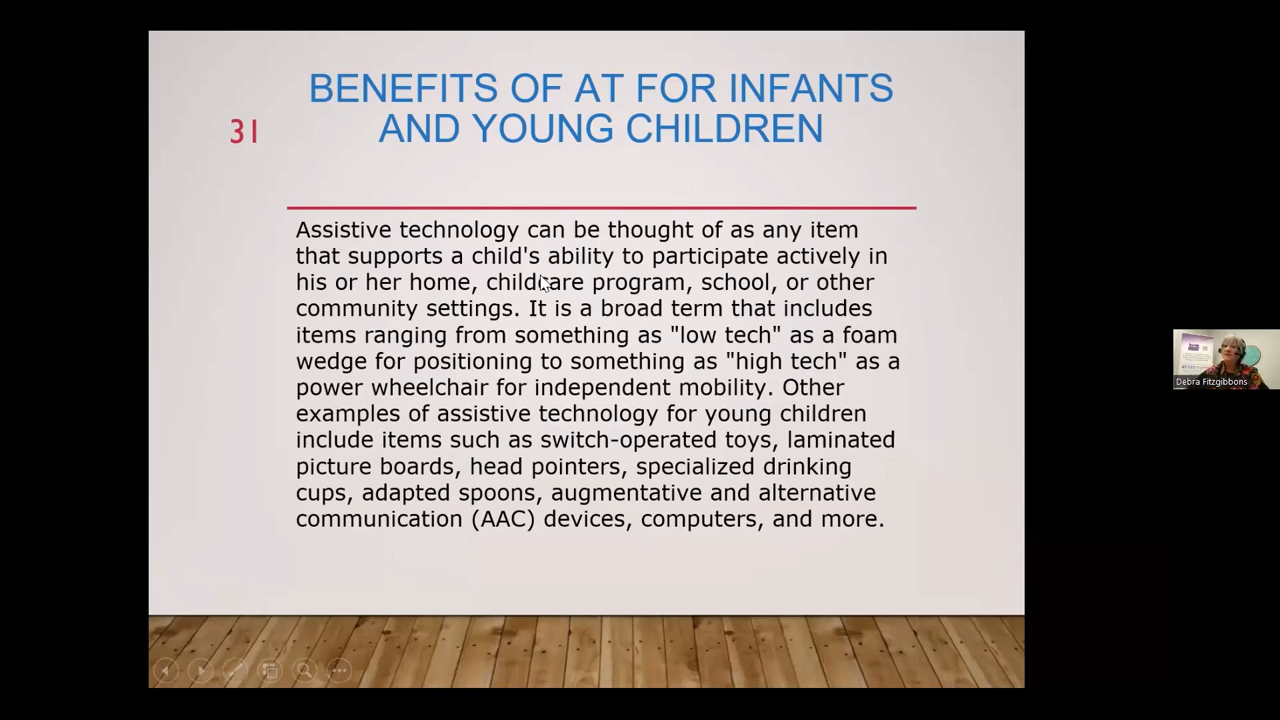 BENEFITS OF AT FOR INFANTS
AND YOUNG CHILDREN
31
Assistive technology can be thought of as any item
that supports a child's ability to participate actively in
his or her home, childcare program, school, or other
community settings. It is a broad term that includes
items ranging from something as "low tech" as a foam
wedge for positioning to something as "high tech" as a
power wheelchair for independent mobility. Other
examples of assistive technology for young children
include items such as switch-operated toys, laminated
picture boards, head pointers, specialized drinking
cups, adapted spoons, augmentative and alternative
communication (AAC) devices, computers, and more.
Debra Fitzgibbons